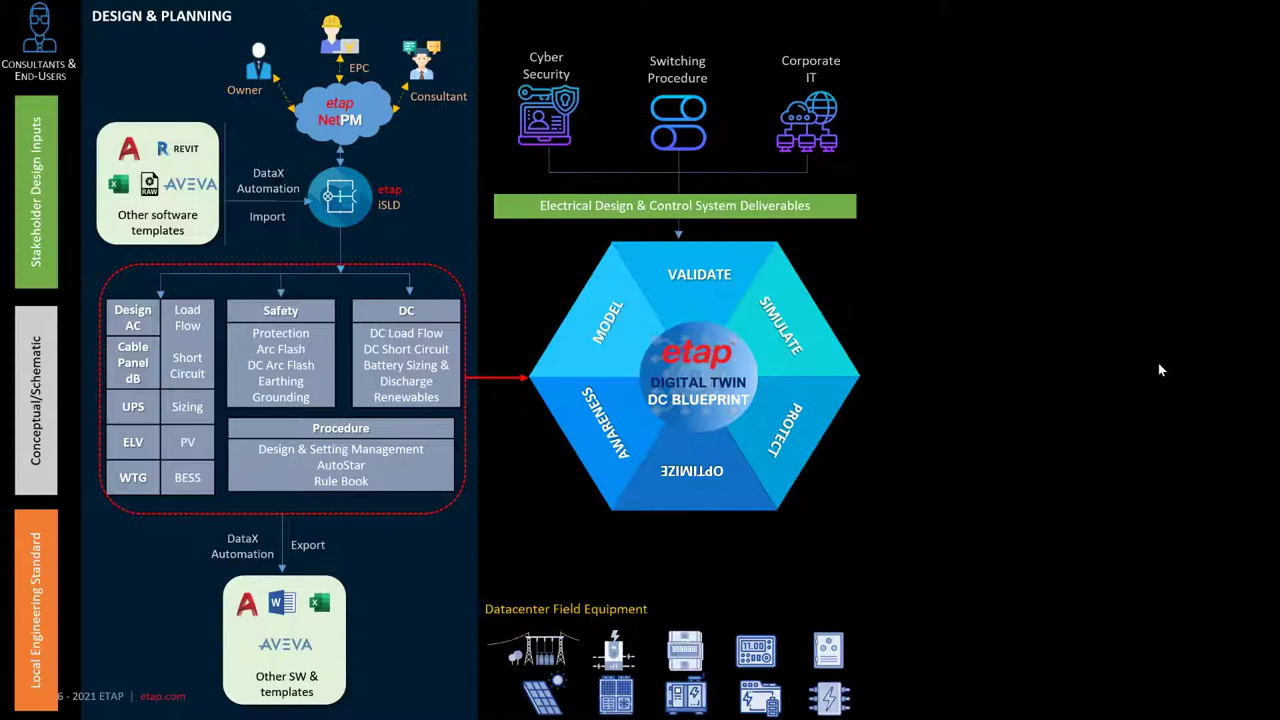 DESIGN & PLANNING
CONSULTANTS &
END-USERS
Stakeholder Design Inputs
Conceptual/Schematic
Local Engineering Standard
Owner
EPC
Consultant
etap
NetPM
REVIT
RAW
AVEVA
Other software
templates
DataX
Automation
Import
etap
iSLD
Design
AC
Load
Flow
Cable
Panel
dB
Short
Circuit
UPS
Sizing
ELV
PV
WTG
BESS
Safety
Protection
Arc Flash
DC Arc Flash
Earthing
Grounding
DC
DC Load Flow
DC Short Circuit
Battery Sizing &
Discharge
Renewables
Procedure
Design & Setting Management
AutoStar
Rule Book
DataX
Automation
Export
AVEVA
Other SW &
templates
6 - 2021 ETAP | etap.com
Cyber
Security
Switching
Procedure
Corporate
IT
Electrical Design & Control System Deliverables
VALIDATE
MODEL
SIMULATE
etap
DIGITAL TWIN
DC BLUEPRINT
AWARENESS
PROTECT
OPTIMIZE
Datacenter Field Equipment
11.00